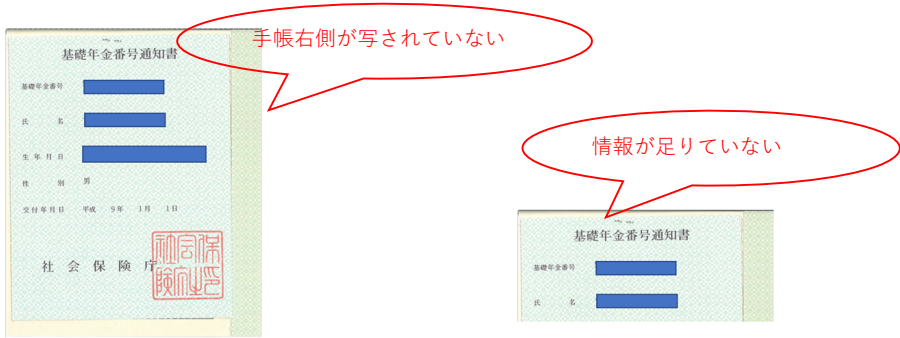 手帳右側が写されていない
基礎年金番号通知書
基礎年金番号
氏 名
生年月日
性 別 男
交付年月日 平成 9年 1月 1日
社会保険庁
情報が足りていない
基礎年金番号通知書
基礎年金番号
氏 名